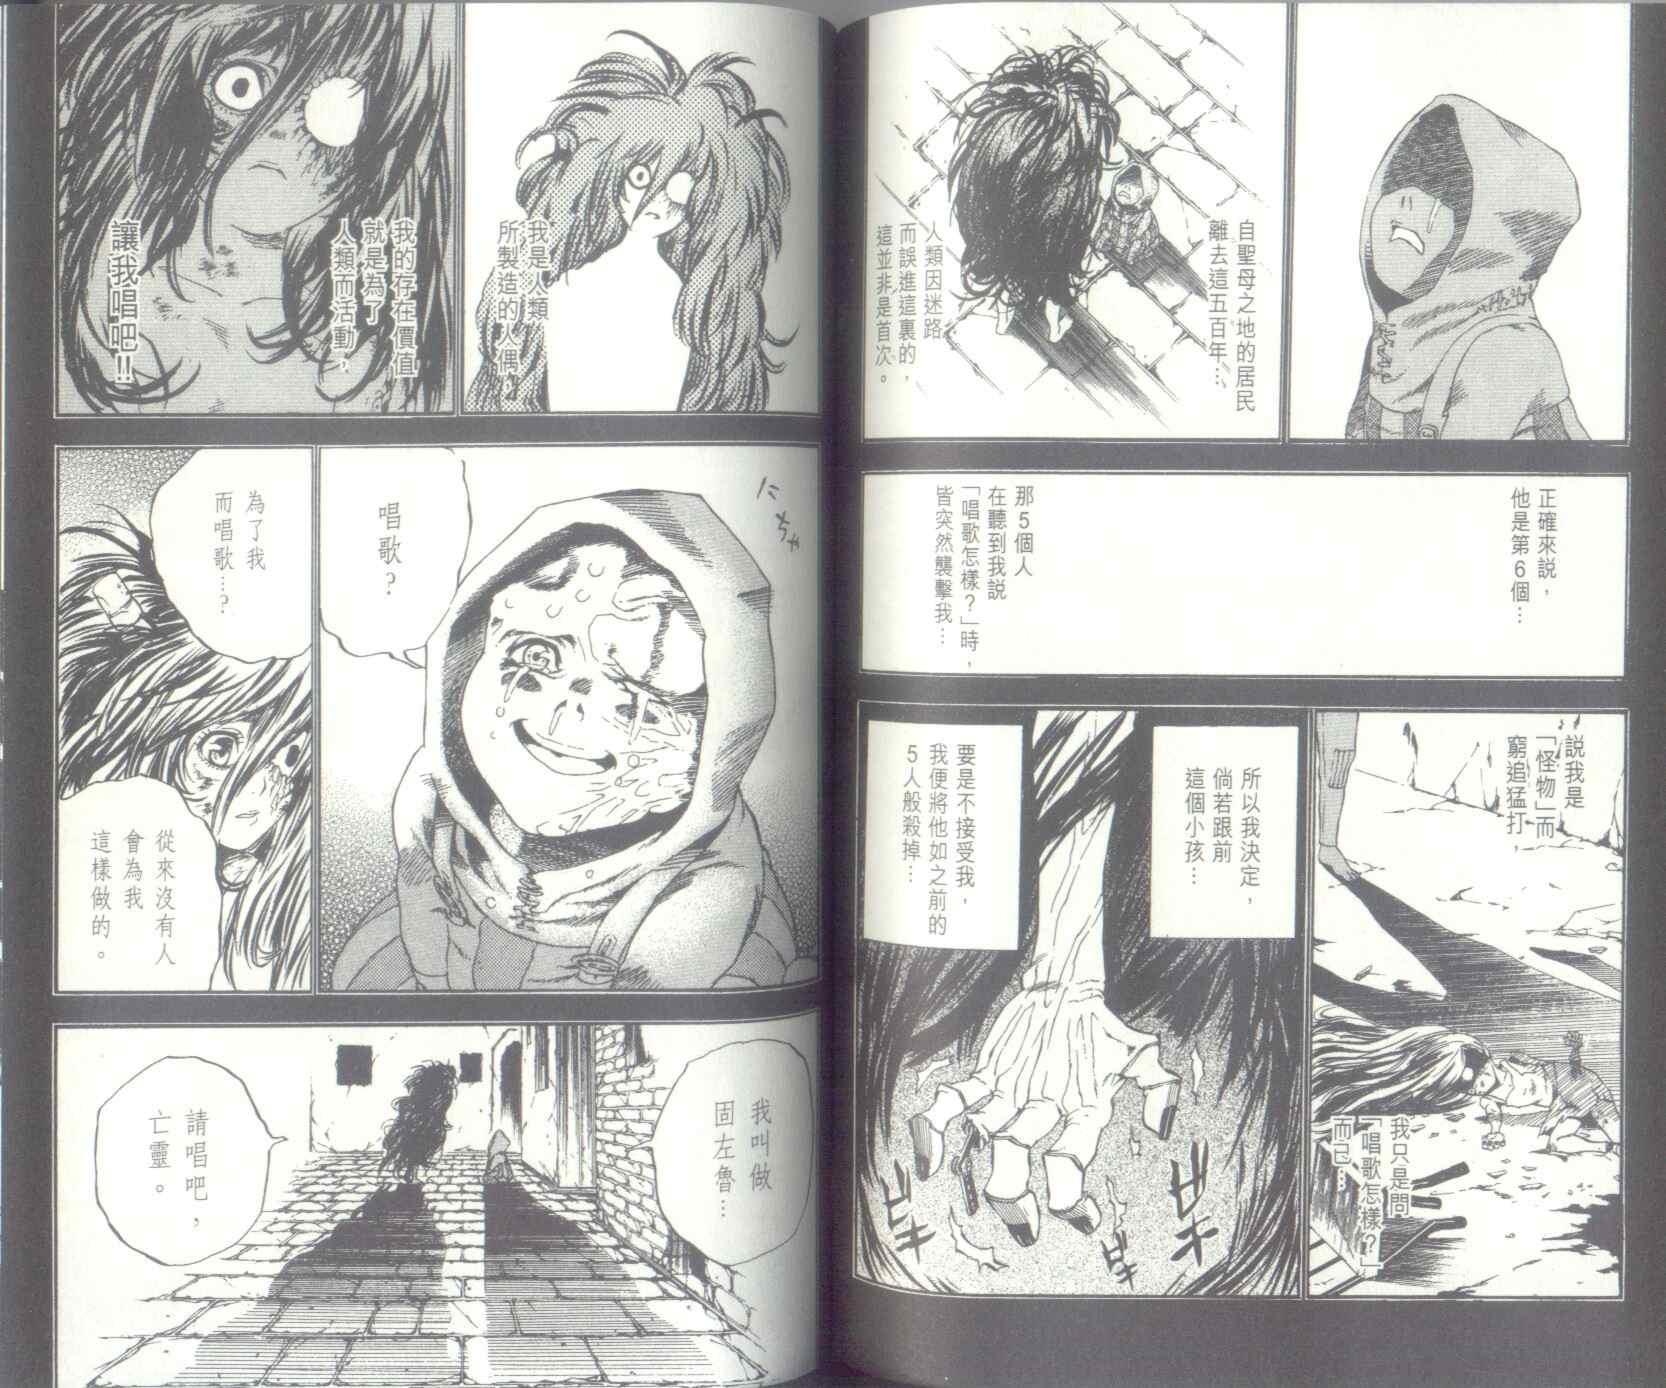 自聖母之地的居民
離去這五百年…
人類因迷路
而誤進這裏的，
這並非是首次。
正確來說，
他是第6個…
那5個人
在聽到我說
「唱歌怎樣？」時，
皆突然襲擊我…
說我是
「怪物」而
窮追猛打，
我只是問
「唱歌怎樣？」
而已…
所以我決定，
倘若跟前
這個小孩…
要是不接受我，
我便將他如之前的
5人般殺掉…
ビキ
ビキ
ビキ
我是人類
所製造的人偶，
我的存在價值
就是為了
人類而活動，
讓我唱吧!!
にちゃ
唱歌？
為了我
而唱歌…？
從來沒有人
會為我
這樣做的。
我叫做
固左魯…
請唱吧，
亡靈。